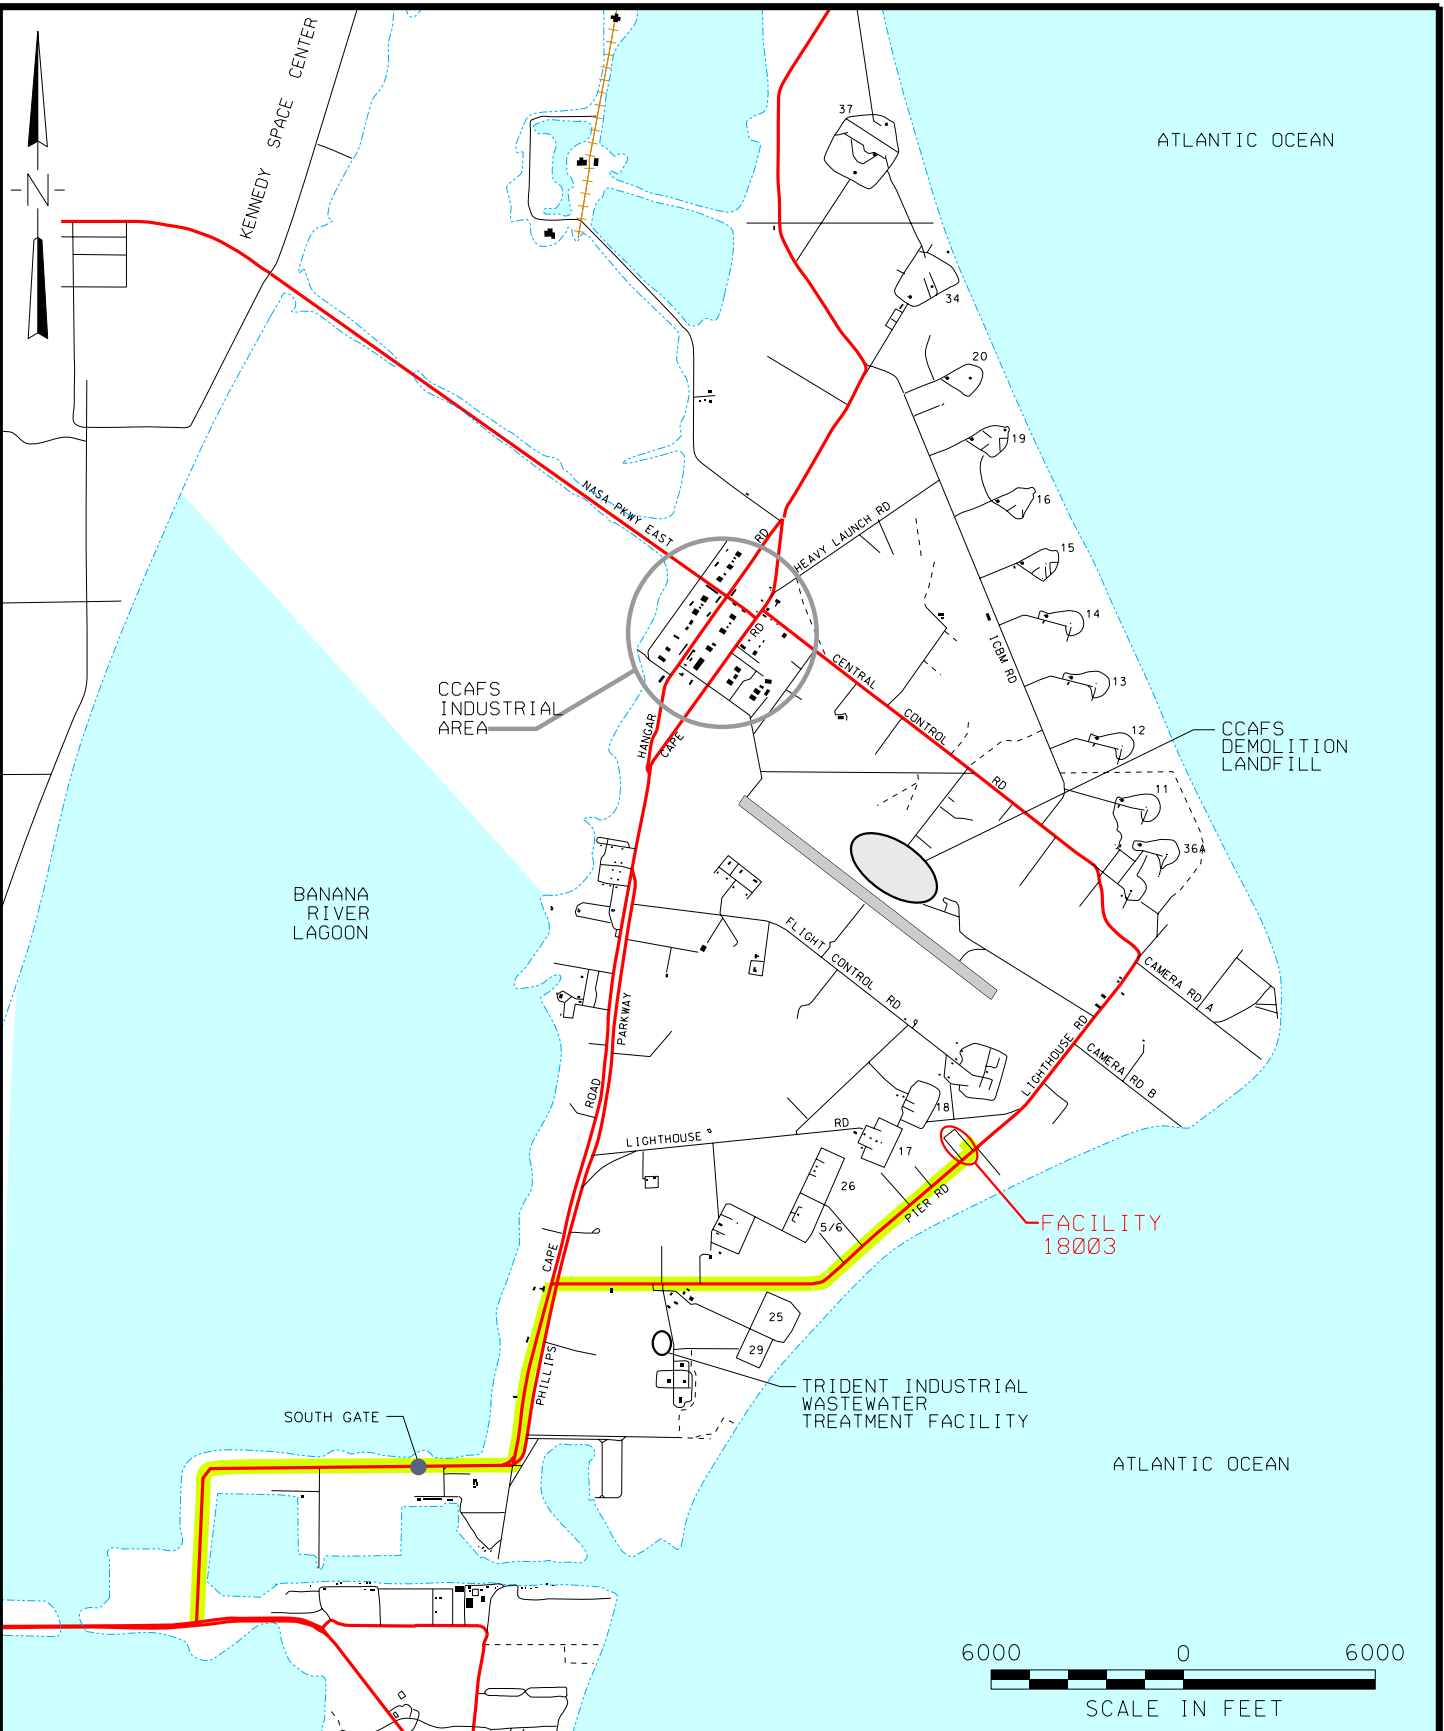 KENNEDY SPACE CENTER
ATLANTIC OCEAN
37
-N-
34
20
19
NASA PKWY EAST
RD
HEAVY LAUNCH RD
16
15
14
RD
ICBM RD
CENTRAL
13
CCAFS
INDUSTRIAL
AREA
CONTROL
HANGAR
CAPE
12
CCAFS
DEMOLITION
LANDFILL
RD
11
36A
BANANA
RIVER
LAGOON
FLIGHT
CONTROL
RD
CAMERA RD A
PARKWAY
LIGHTHOUSE RD
CAMERA RD B
ROAD
18
LIGHTHOUSE
RD
17
26
PIER RD
5/6
FACILITY
18003
CAPE
25
29
PHILLIPS
TRIDENT INDUSTRIAL
WASTEWATER
TREATMENT FACILITY
SOUTH GATE
ATLANTIC OCEAN
6000 0 6000
SCALE IN FEET